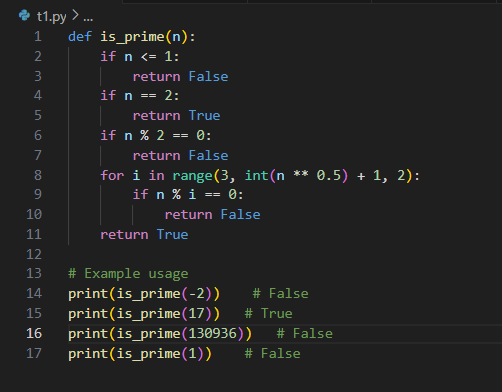 t1.py > ...
1 def is_prime(n):
2     if n <= 1:
3         return False
4     if n == 2:
5         return True
6     if n % 2 == 0:
7         return False
8     for i in range(3, int(n ** 0.5) + 1, 2):
9         if n % i == 0:
10             return False
11     return True
12
13 # Example usage
14 print(is_prime(-2))    # False
15 print(is_prime(17))   # True
16 print(is_prime(130936))   # False
17 print(is_prime(1))    # False